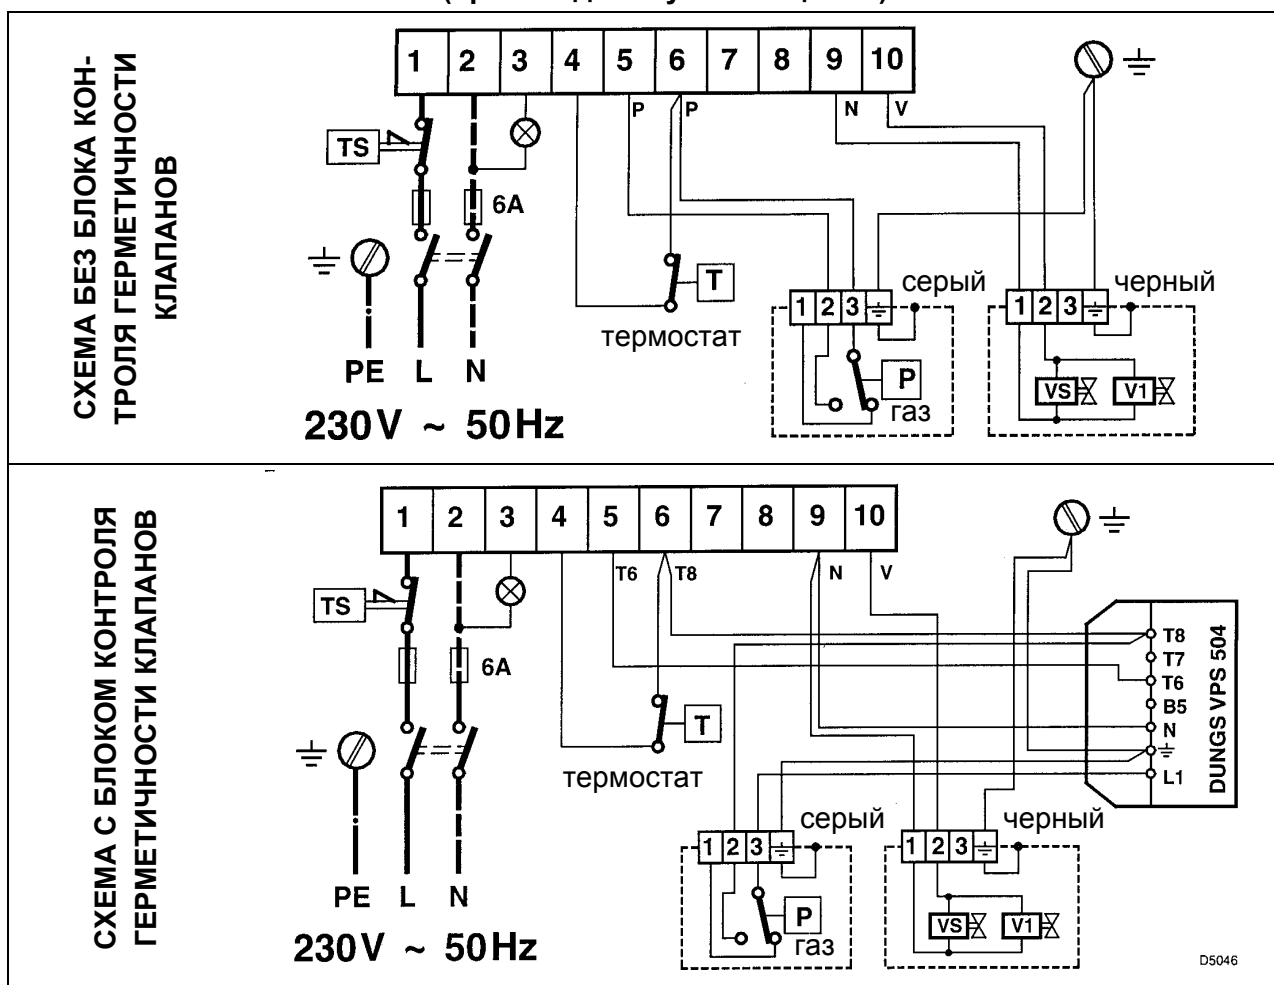 СХЕМА БЕЗ БЛОКА КОН-
ТРОЛЯ ГЕРМЕТИЧНОСТИ
КЛАПАНОВ
1 2 3 4 5 6 7 8 9 10
P P N V
TS
6A
T
термостат
серый
черный
1 2 3
1 2 3
P
газ
VS V1
PE L N
230V ~ 50Hz
СХЕМА С БЛОКОМ КОНТРОЛЯ
ГЕРМЕТИЧНОСТИ КЛАПАНОВ
1 2 3 4 5 6 7 8 9 10
T6 T8 N V
TS
6A
T
термостат
T8
T7
T6
B5
N
L1
DUNGS VPS 504
серый
черный
1 2 3
1 2 3
P
газ
VS V1
PE L N
230V ~ 50Hz
D5046